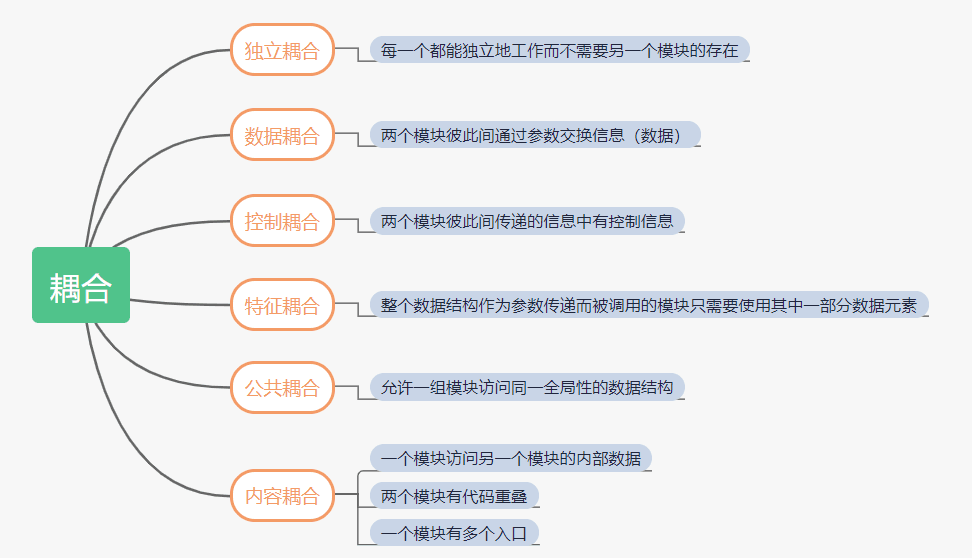 耦合
独立耦合
每一个都能独立地工作而不需要另一个模块的存在
数据耦合
两个模块彼此间通过参数交换信息（数据）
控制耦合
两个模块彼此间传递的信息中有控制信息
特征耦合
整个数据结构作为参数传递而被调用的模块只需要使用其中一部分数据元素
公共耦合
允许一组模块访问同一全局性的数据结构
内容耦合
一个模块访问另一个模块的内部数据
两个模块有代码重叠
一个模块有多个入口